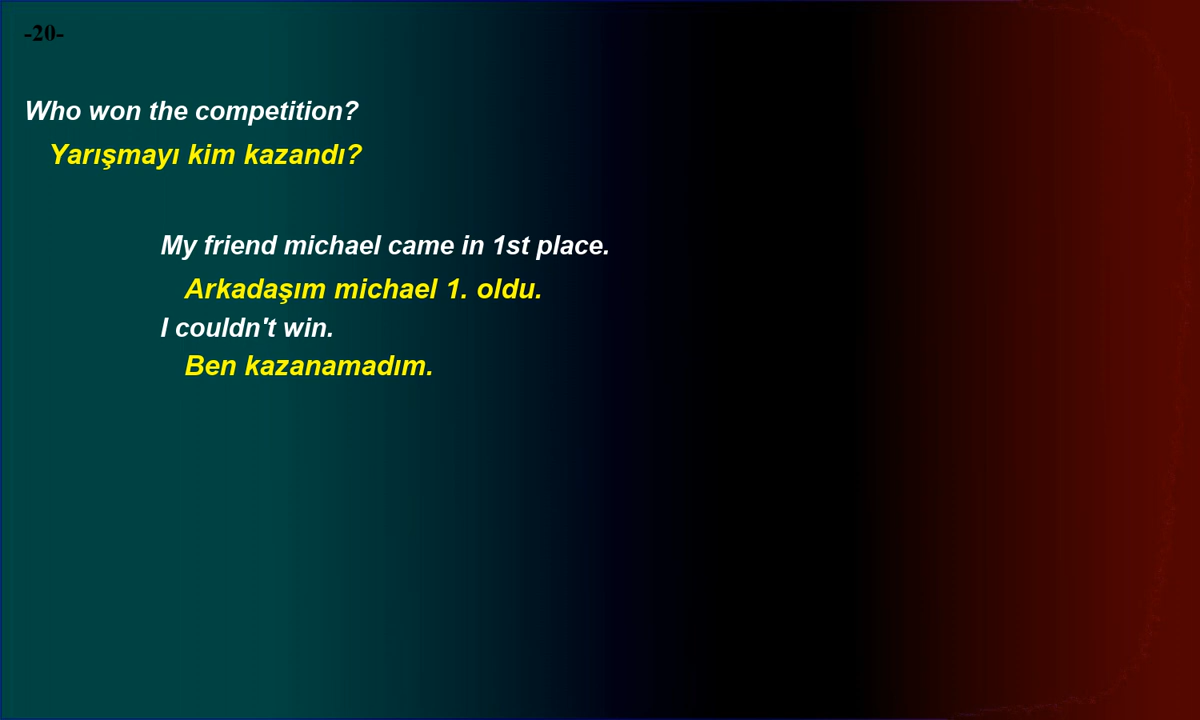 -20-
Who won the competition?
Yarışmayı kim kazandı?
My friend michael came in 1st place.
Arkadaşım michael 1. oldu.
I couldn't win.
Ben kazanamadım.